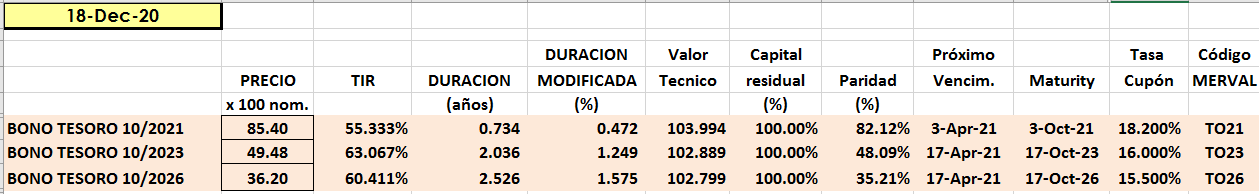 18-Dec-20
DURACION Valor Capital Próximo Tasa Código
PRECIO TIR DURACION MODIFICADA Tecnico residual Paridad Vencim. Maturity Cupón MERVAL
x 100 nom. (años) (%) (%) (%)
BONO TESORO 10/2021 85.40 55.333% 0.734 0.472 103.994 100.00% 82.12% 3-Apr-21 3-Oct-21 18.200% TO21
BONO TESORO 10/2023 49.48 63.067% 2.036 1.249 102.889 100.00% 48.09% 17-Apr-21 17-Oct-23 16.000% TO23
BONO TESORO 10/2026 36.20 60.411% 2.526 1.575 102.799 100.00% 35.21% 17-Apr-21 17-Oct-26 15.500% TO26